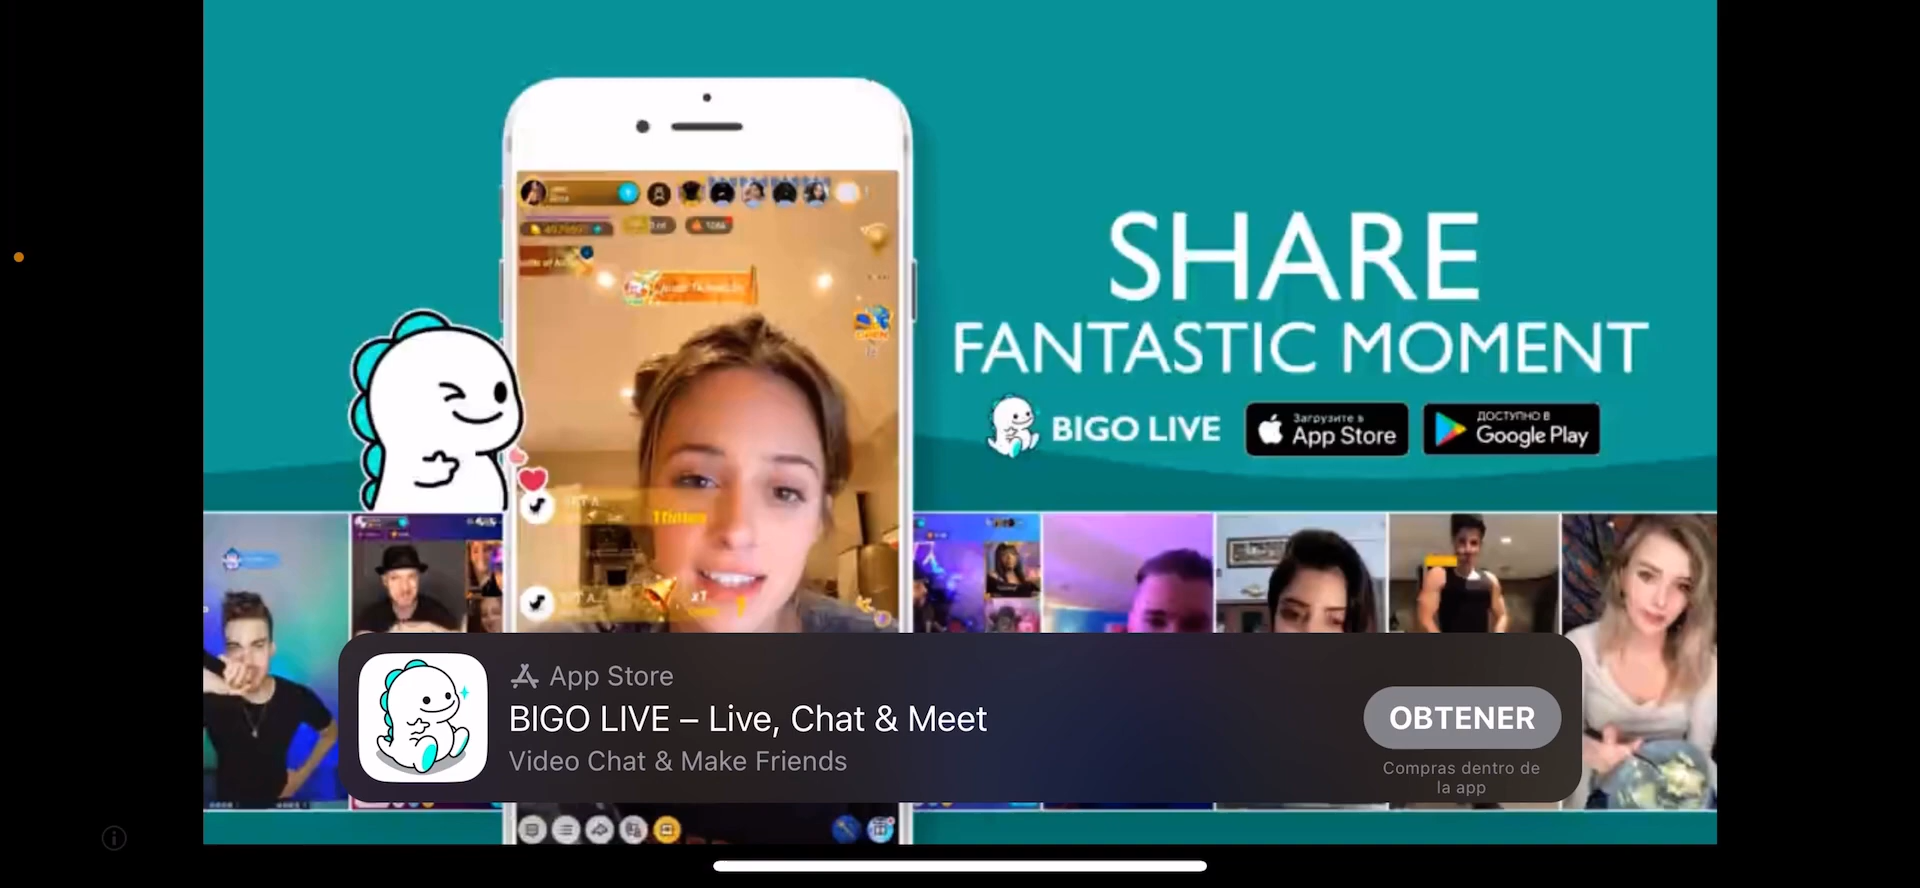 SHARE
FANTASTIC MOMENT
BIGO LIVE
Загрузите в
App Store
ДОСТУПНО В
Google Play
App Store
BIGO LIVE – Live, Chat & Meet
Video Chat & Make Friends
OBTENER
Compras dentro de
la app